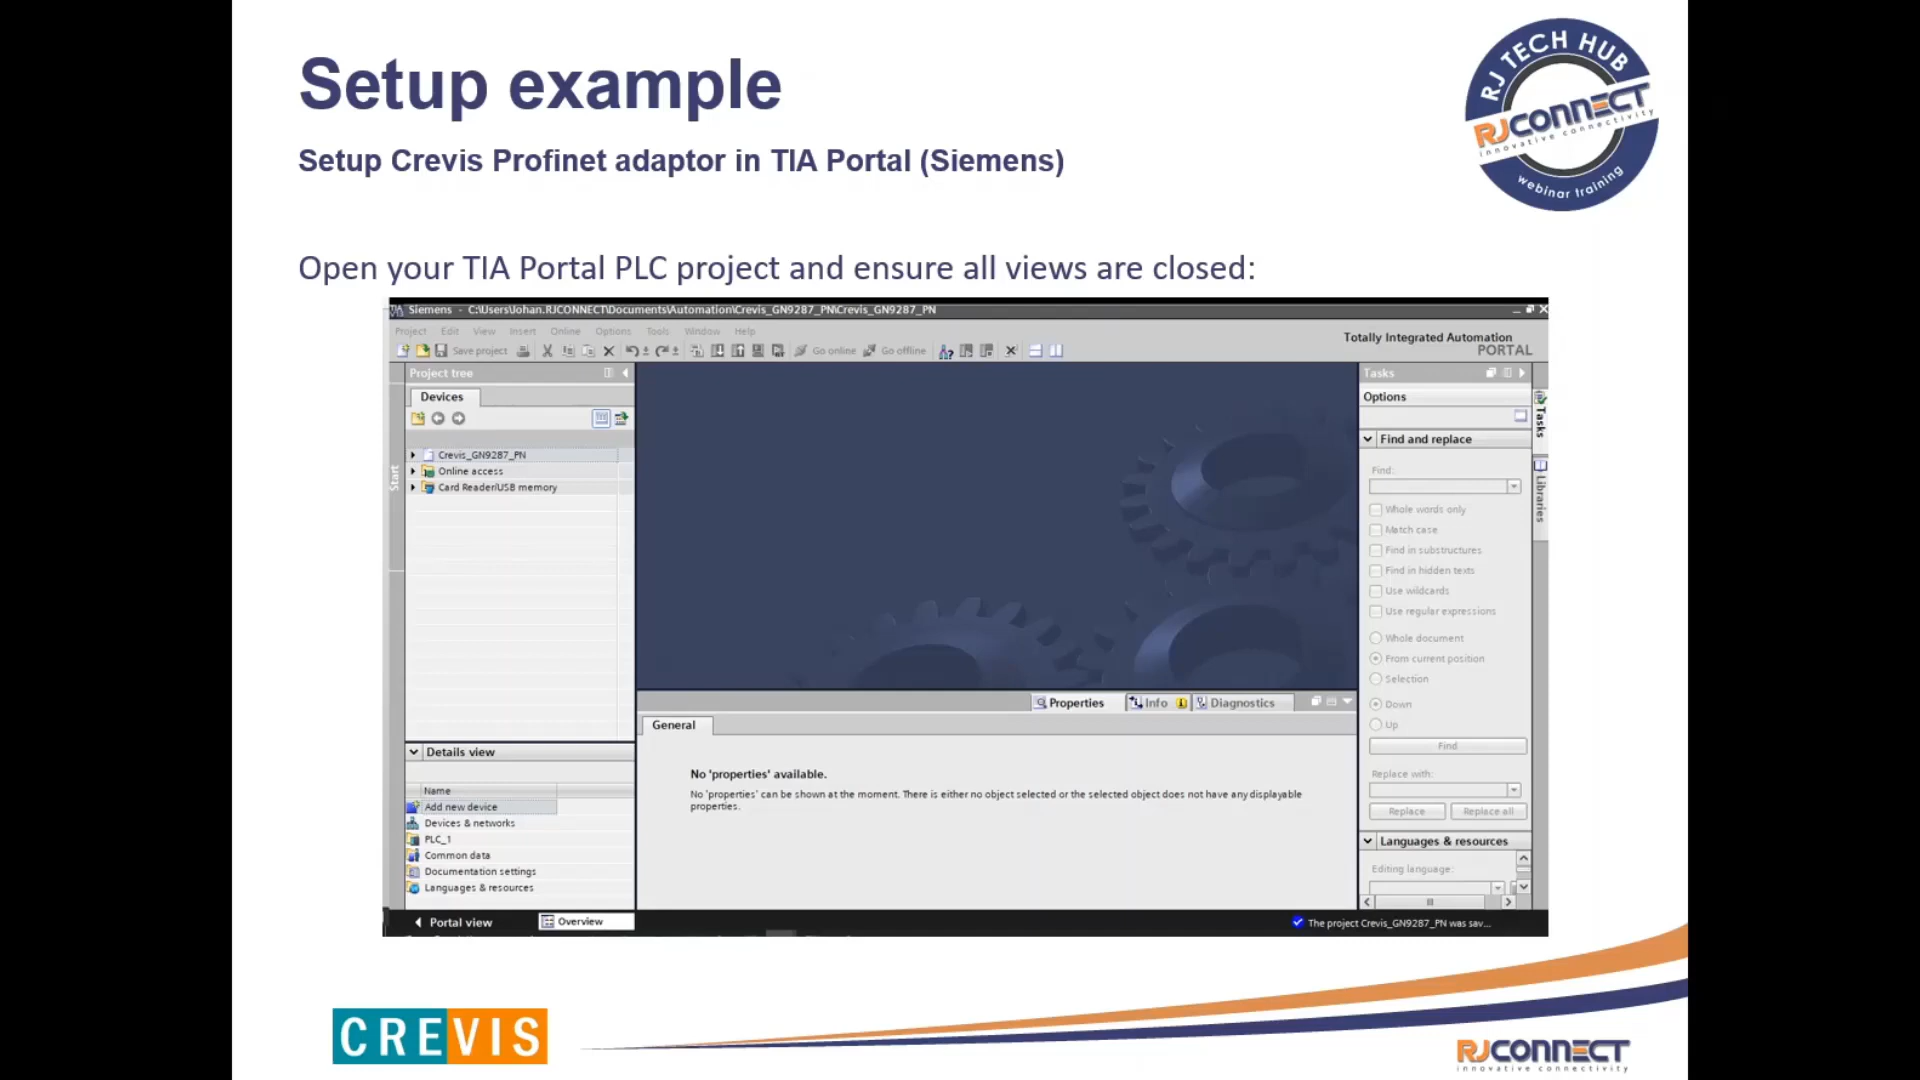 Setup example
RJ TECH HUB
RJCONNECT
innovative connectivity
webinar training
Setup Crevis Profinet adaptor in TIA Portal (Siemens)
Open your TIA Portal PLC project and ensure all views are closed:
Siemens - C:\Users\Johan.RJCONNECT\Documents\Automation\Crevis_GN9287_PN\Crevis_GN9287_PN
Project Edit View Insert Online Options Tools Window Help
Totally Integrated Automation
PORTAL
Save project Go online Go offline
Project tree
Devices
Start
Crevis_GN9287_PN
Online access
Card Reader/USB memory
Details view
Name
Add new device
Devices & networks
PLC_1
Common data
Documentation settings
Languages & resources
Properties Info Diagnostics
General
No 'properties' available.
No 'properties' can be shown at the moment. There is either no object selected or the selected object does not have any displayable
properties.
Tasks
Options
Find and replace
Find:
Whole words only
Match case
Find in substructures
Find in hidden texts
Use wildcards
Use regular expressions
Whole document
From current position
Selection
Down
Up
Find
Replace with:
Replace Replace all
Languages & resources
Editing language:
Tasks
Libraries
Portal view Overview
The project Crevis_GN9287_PN was sav...
CREVIS
RJCONNECT
innovative connectivity